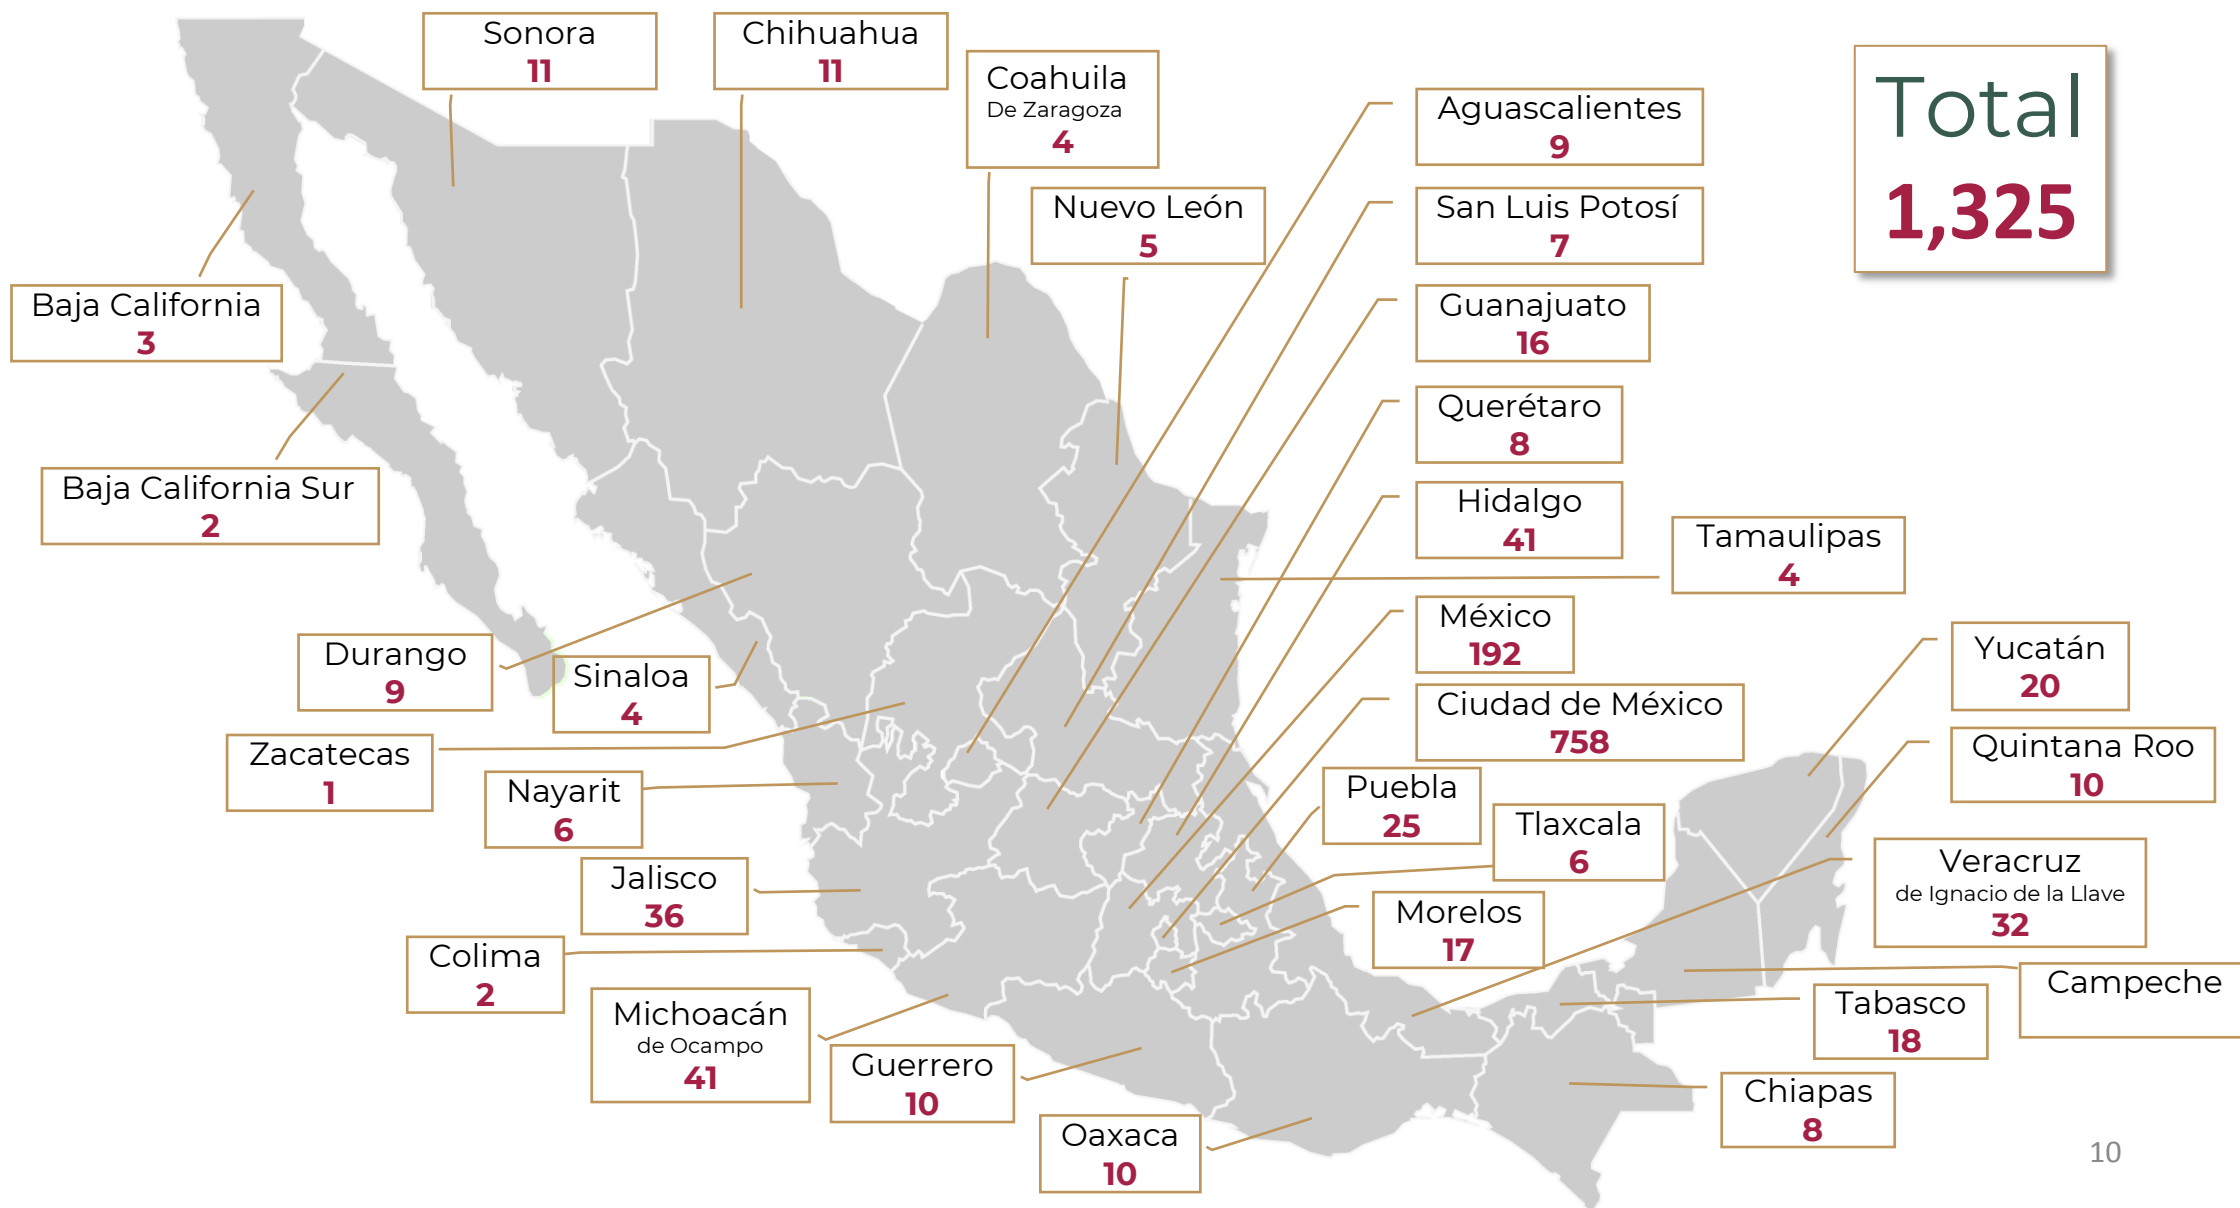 Sonora
11
Chihuahua
11
Coahuila
De Zaragoza
4
Nuevo León
5
Aguascalientes
9
San Luis Potosí
7
Guanajuato
16
Querétaro
8
Hidalgo
41
Tamaulipas
4
México
192
Ciudad de México
758
Puebla
25
Tlaxcala
6
Morelos
17
Total
1,325
Baja California
3
Baja California Sur
2
Durango
9
Sinaloa
4
Zacatecas
1
Nayarit
6
Jalisco
36
Colima
2
Michoacán
de Ocampo
41
Guerrero
10
Oaxaca
10
Yucatán
20
Quintana Roo
10
Veracruz
de Ignacio de la Llave
32
Campeche
Tabasco
18
Chiapas
8
10